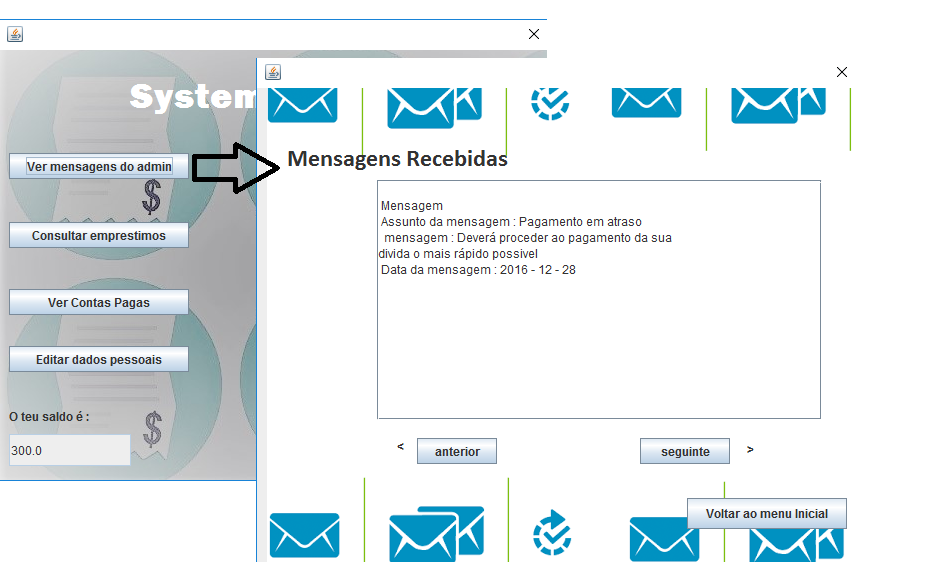 System
Ver mensagens do admin
Consultar emprestimos
Ver Contas Pagas
Editar dados pessoais
O teu saldo é :
300.0
Mensagens Recebidas
Mensagem
Assunto da mensagem : Pagamento em atraso
mensagem : Deverá proceder ao pagamento da sua
divida o mais rápido possivel
Data da mensagem : 2016 - 12 - 28
< anterior seguinte >
Voltar ao menu Inicial